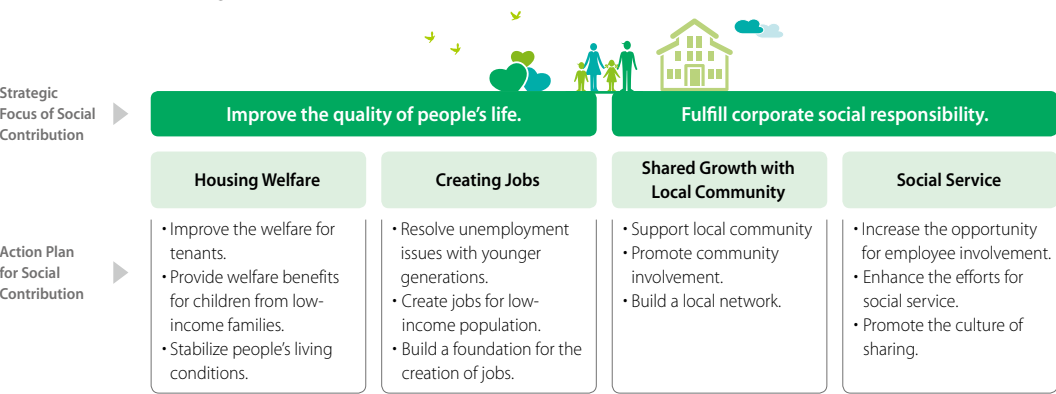 Strategic
Focus of Social
Contribution
Improve the quality of people's life.
Fulfill corporate social responsibility.
Housing Welfare
Creating Jobs
Shared Growth with
Local Community
Social Service
Action Plan
for Social
Contribution
• Improve the welfare for
tenants.
• Provide welfare benefits
for children from low-
income families.
• Stabilize people's living
conditions.
• Resolve unemployment
issues with younger
generations.
• Create jobs for low-
income population.
• Build a foundation for the
creation of jobs.
• Support local community
• Promote community
involvement.
• Build a local network.
• Increase the opportunity
for employee involvement.
• Enhance the efforts for
social service.
• Promote the culture of
sharing.